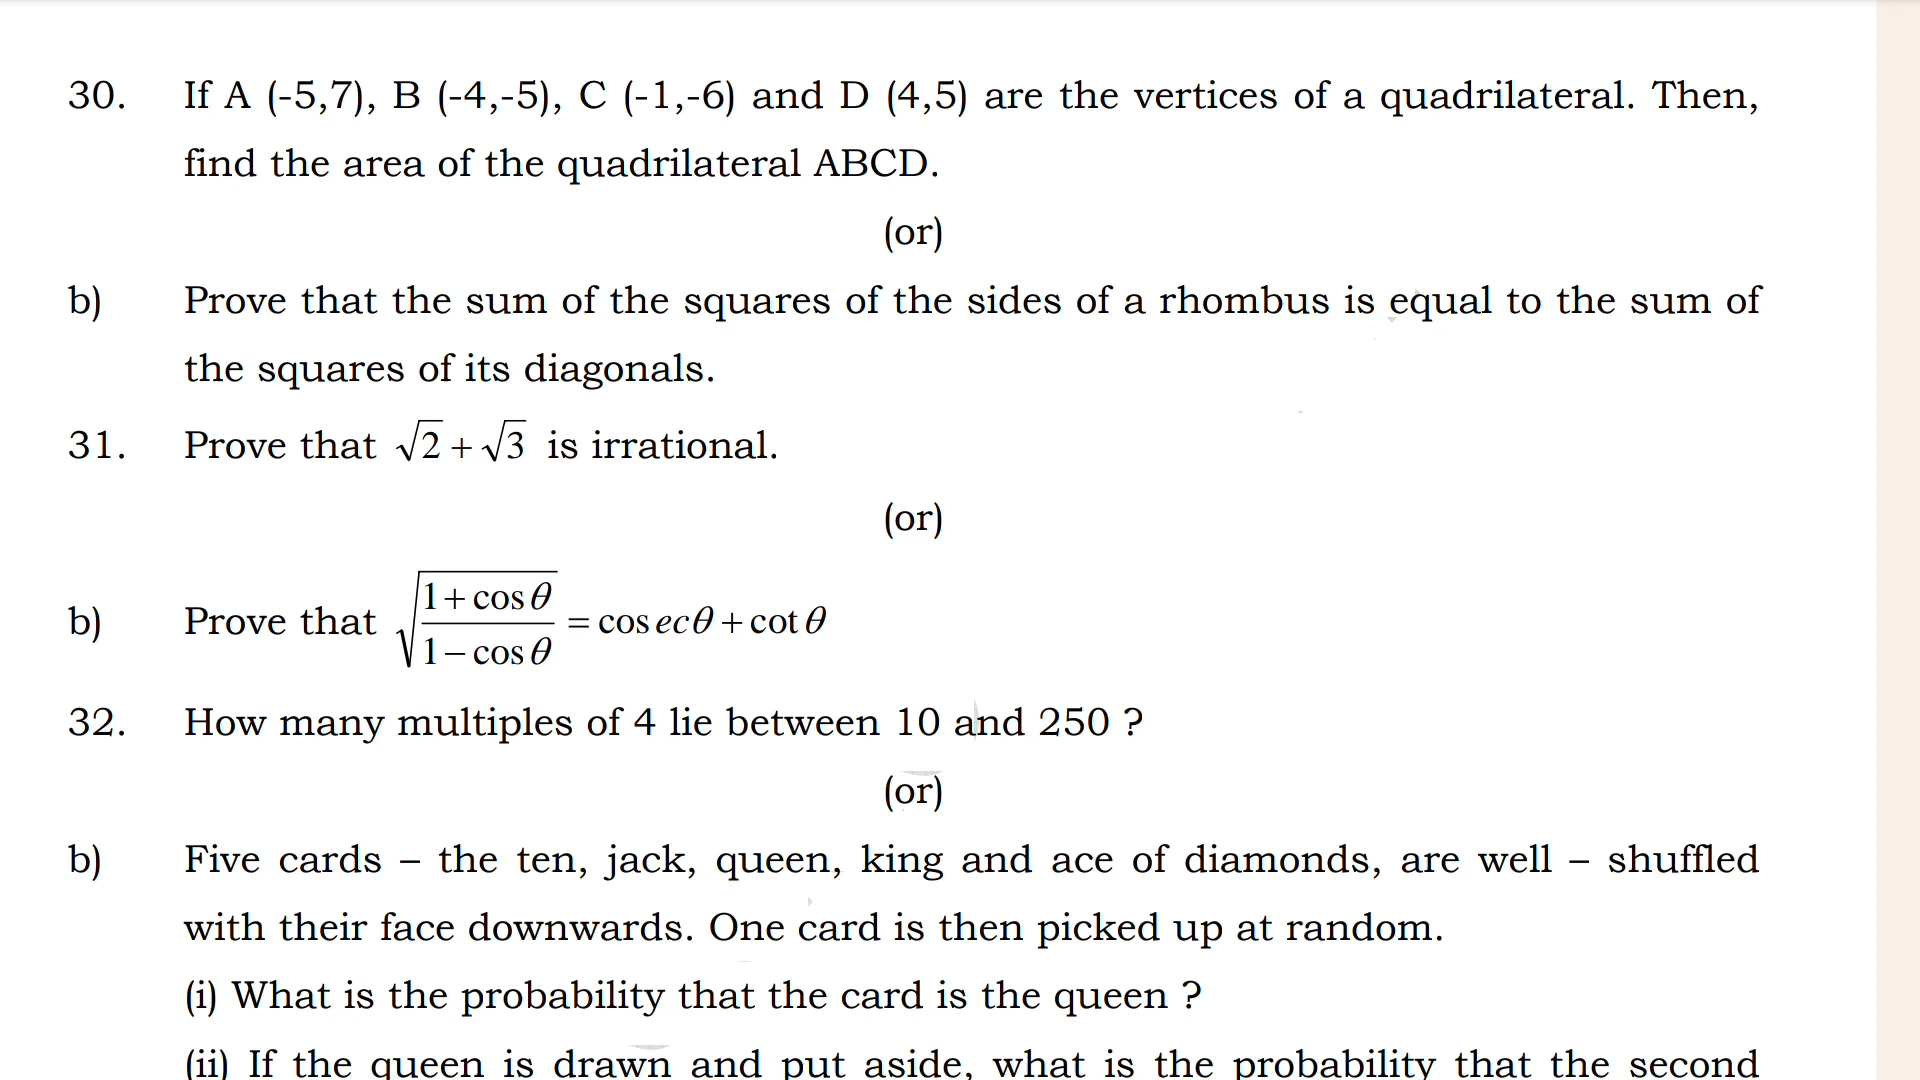 30. If A (-5,7), B (-4,-5), C (-1,-6) and D (4,5) are the vertices of a quadrilateral. Then,
find the area of the quadrilateral ABCD.
(or)
b) Prove that the sum of the squares of the sides of a rhombus is equal to the sum of
the squares of its diagonals.
31. Prove that √2 + √3 is irrational.
(or)
b) Prove that √((1 + cos θ)/(1 − cos θ)) = cos ecθ + cot θ
32. How many multiples of 4 lie between 10 and 250 ?
(or)
b) Five cards – the ten, jack, queen, king and ace of diamonds, are well – shuffled
with their face downwards. One card is then picked up at random.
(i) What is the probability that the card is the queen ?
(ii) If the queen is drawn and put aside, what is the probability that the second